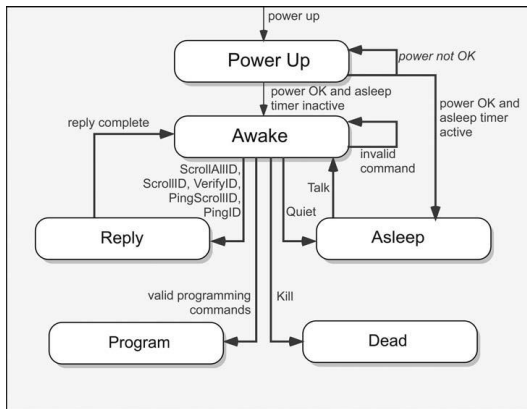 power up
Power Up
power not OK
power OK and asleep
timer inactive
power OK and
asleep timer
active
reply complete
Awake
invalid
command
ScrollAllID,
ScrollID, VerifyID,
PingScrollID,
PingID
Talk
Quiet
Reply
Asleep
valid programming
commands
Kill
Program
Dead